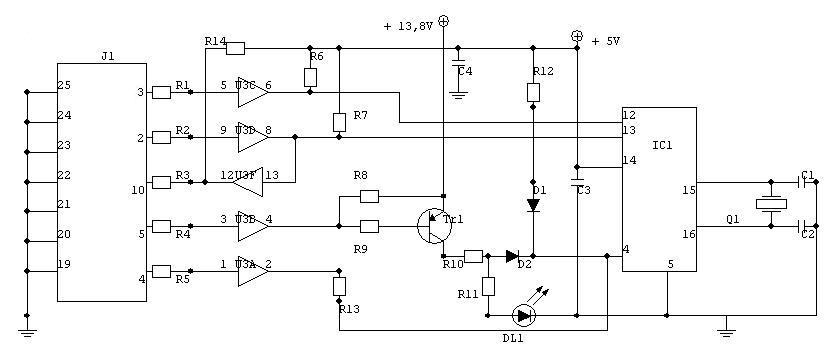 + 13,8V
+ 5V
R14
J1
R6
C4
R12
25
3
R1
5 U3C 6
24
R7
12
2
R2
9 U3D 8
13
IC1
23
14
22
10
R3
12 U3F 13
R8
D1
C3
15
C1
21
5
R4
3 U3B 4
Tr1
Q1
16
C2
20
R9
4
19
4
R5
1 U3A 2
R10
D2
5
R11
R13
DL1